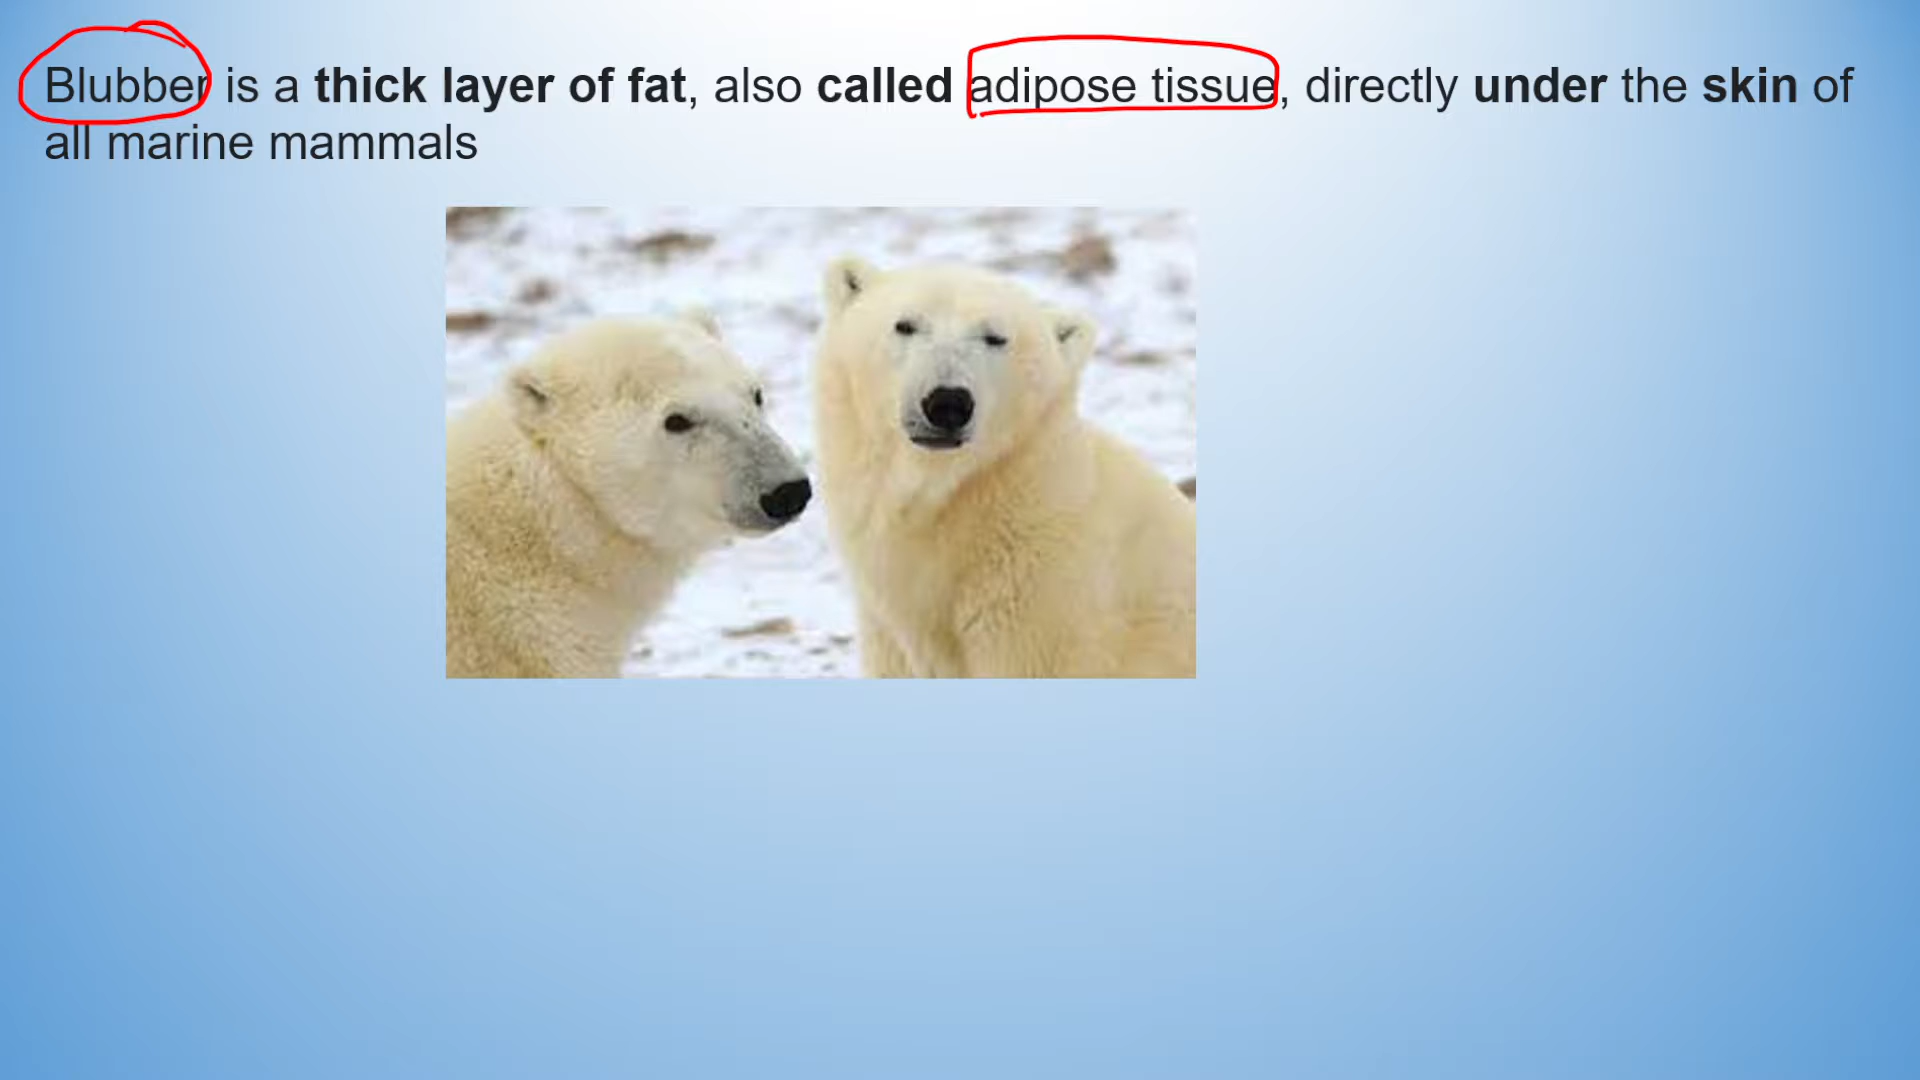 Blubber is a thick layer of fat, also called adipose tissue, directly under the skin of
all marine mammals